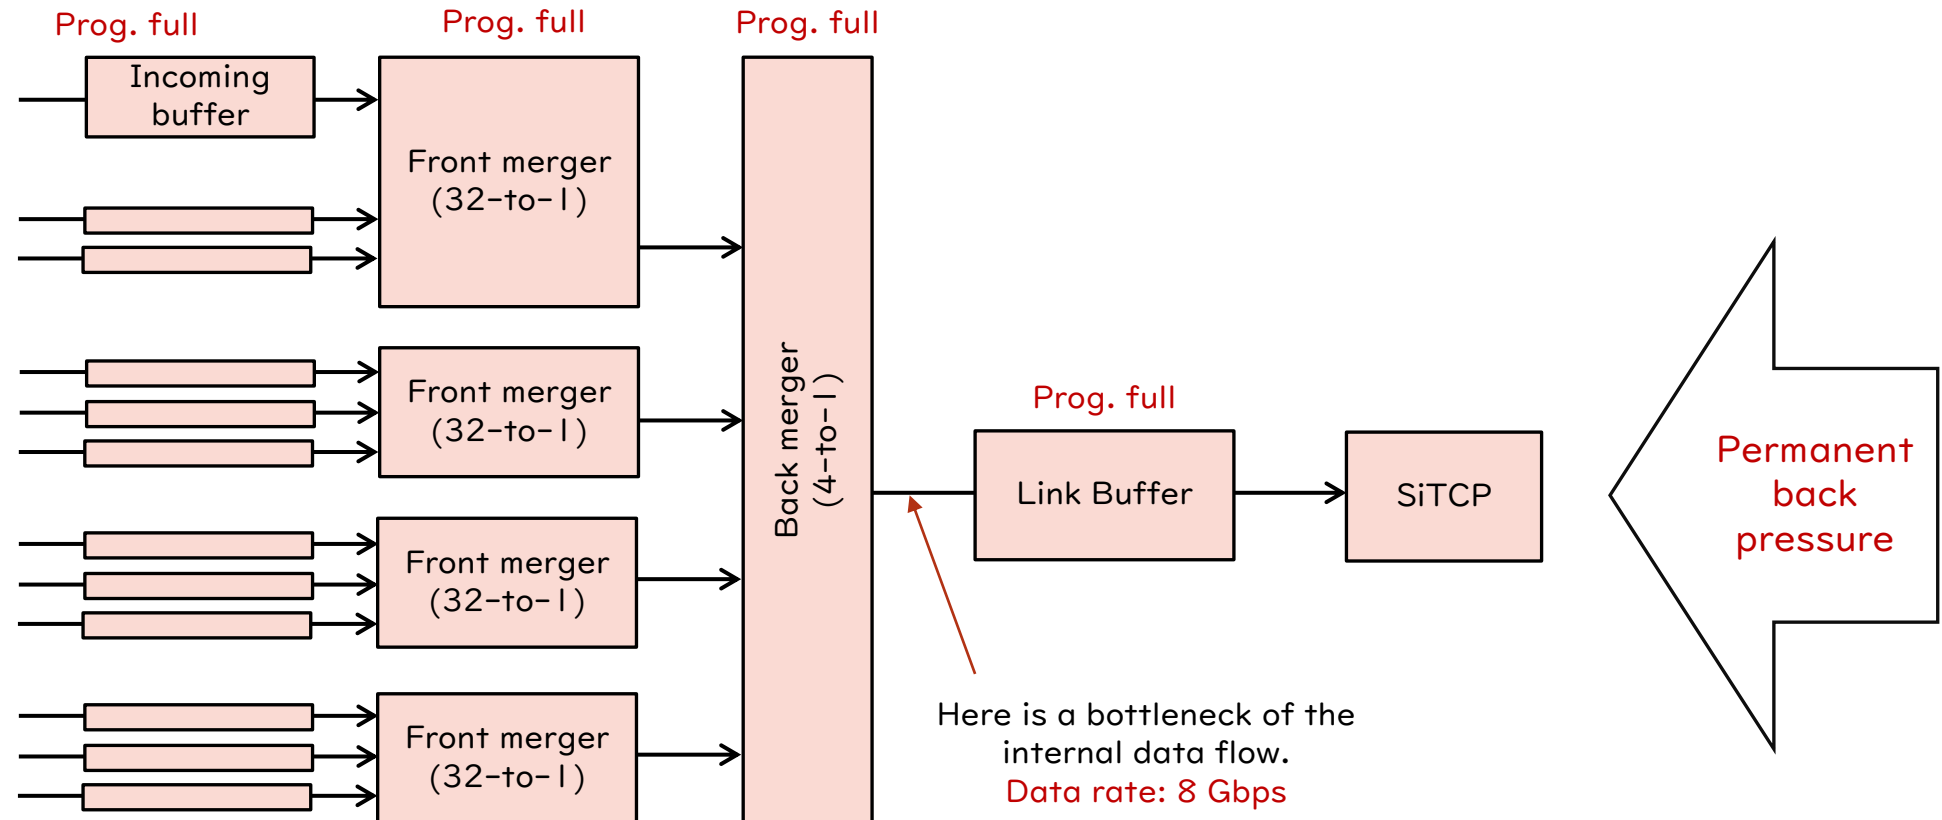 Prog. full
Prog. full
Prog. full
Incoming
buffer
Front merger
(32-to-1)
Front merger
(32-to-1)
Front merger
(32-to-1)
Front merger
(32-to-1)
Back merger
(4-to-1)
Prog. full
Link Buffer
SiTCP
Permanent
back
pressure
Here is a bottleneck of the
internal data flow.
Data rate: 8 Gbps